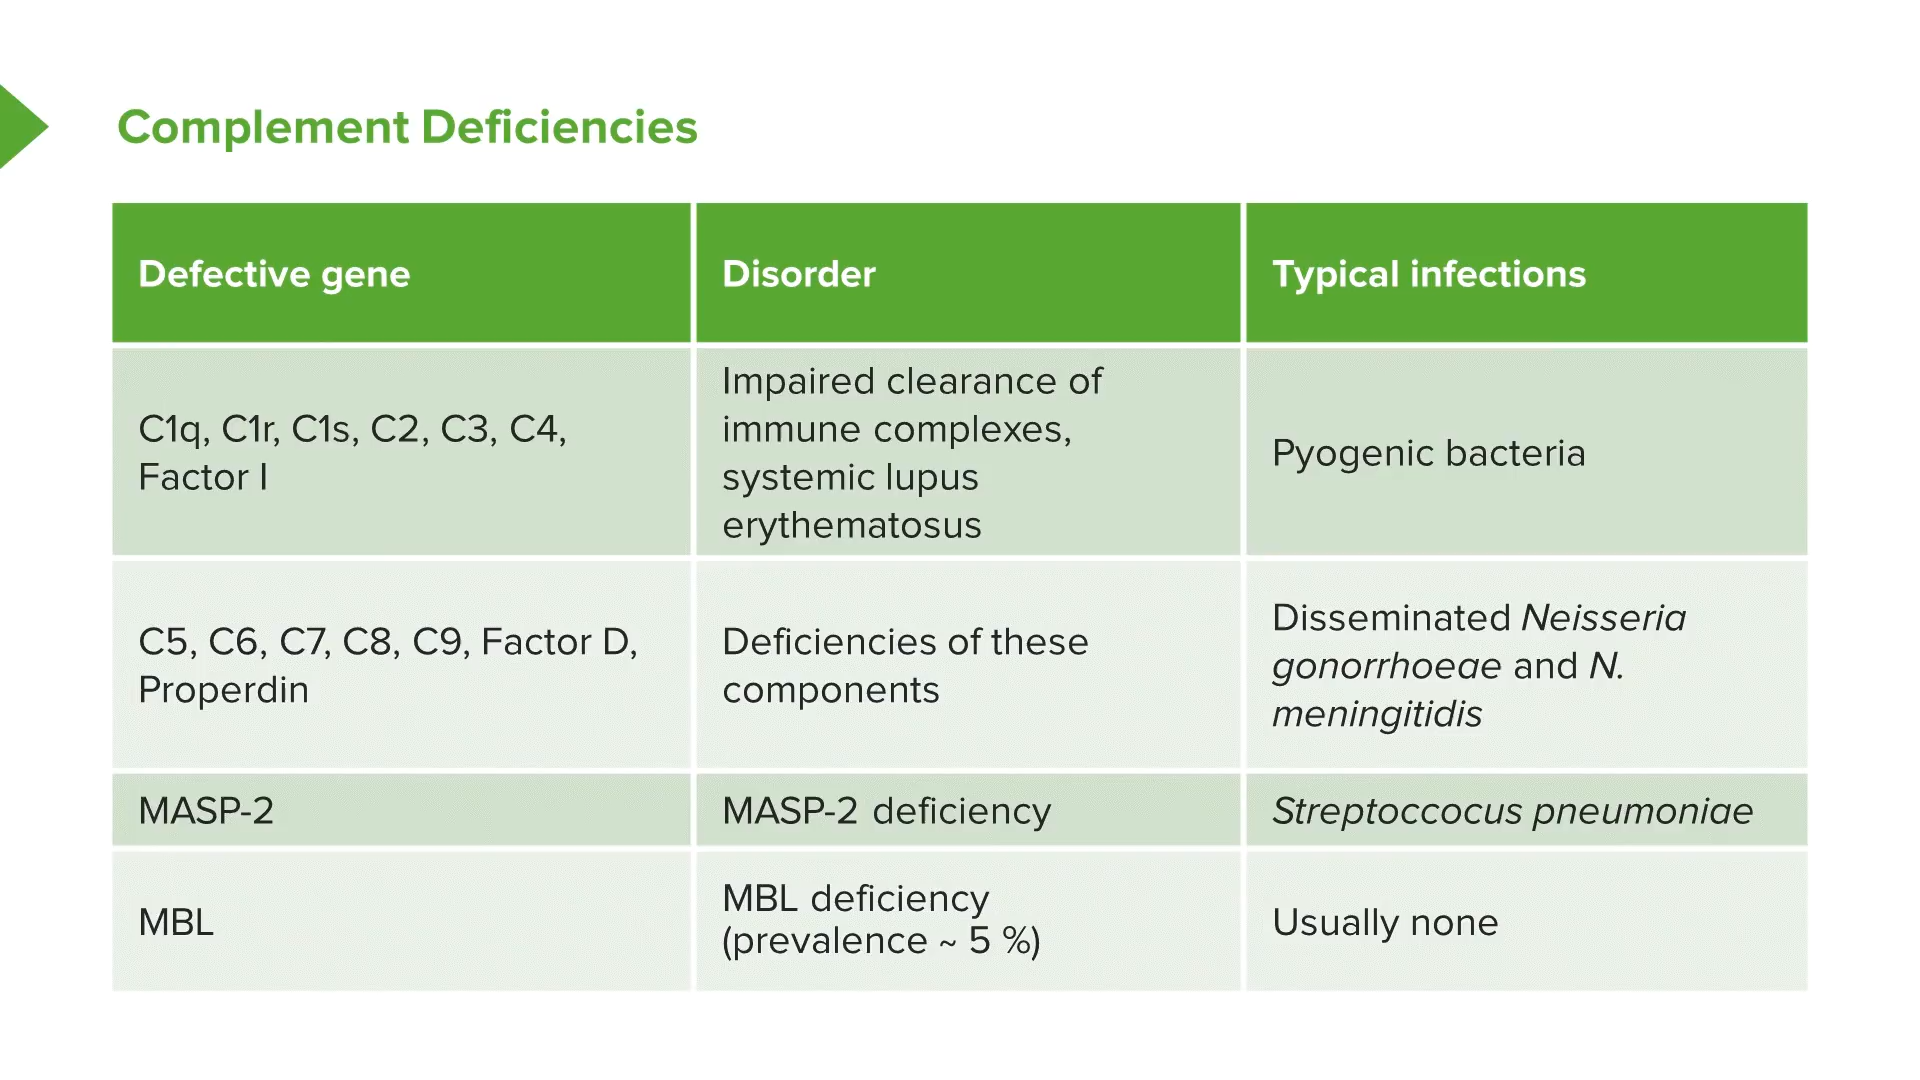 Complement Deficiencies
Defective gene
Disorder
Typical infections
C1q, C1r, C1s, C2, C3, C4,
Factor I
Impaired clearance of
immune complexes,
systemic lupus
erythematosus
Pyogenic bacteria
C5, C6, C7, C8, C9, Factor D,
Properdin
Deficiencies of these
components
Disseminated Neisseria
gonorrhoeae and N.
meningitidis
MASP-2
MASP-2 deficiency
Streptoccocus pneumoniae
MBL
MBL deficiency
(prevalence ~ 5 %)
Usually none